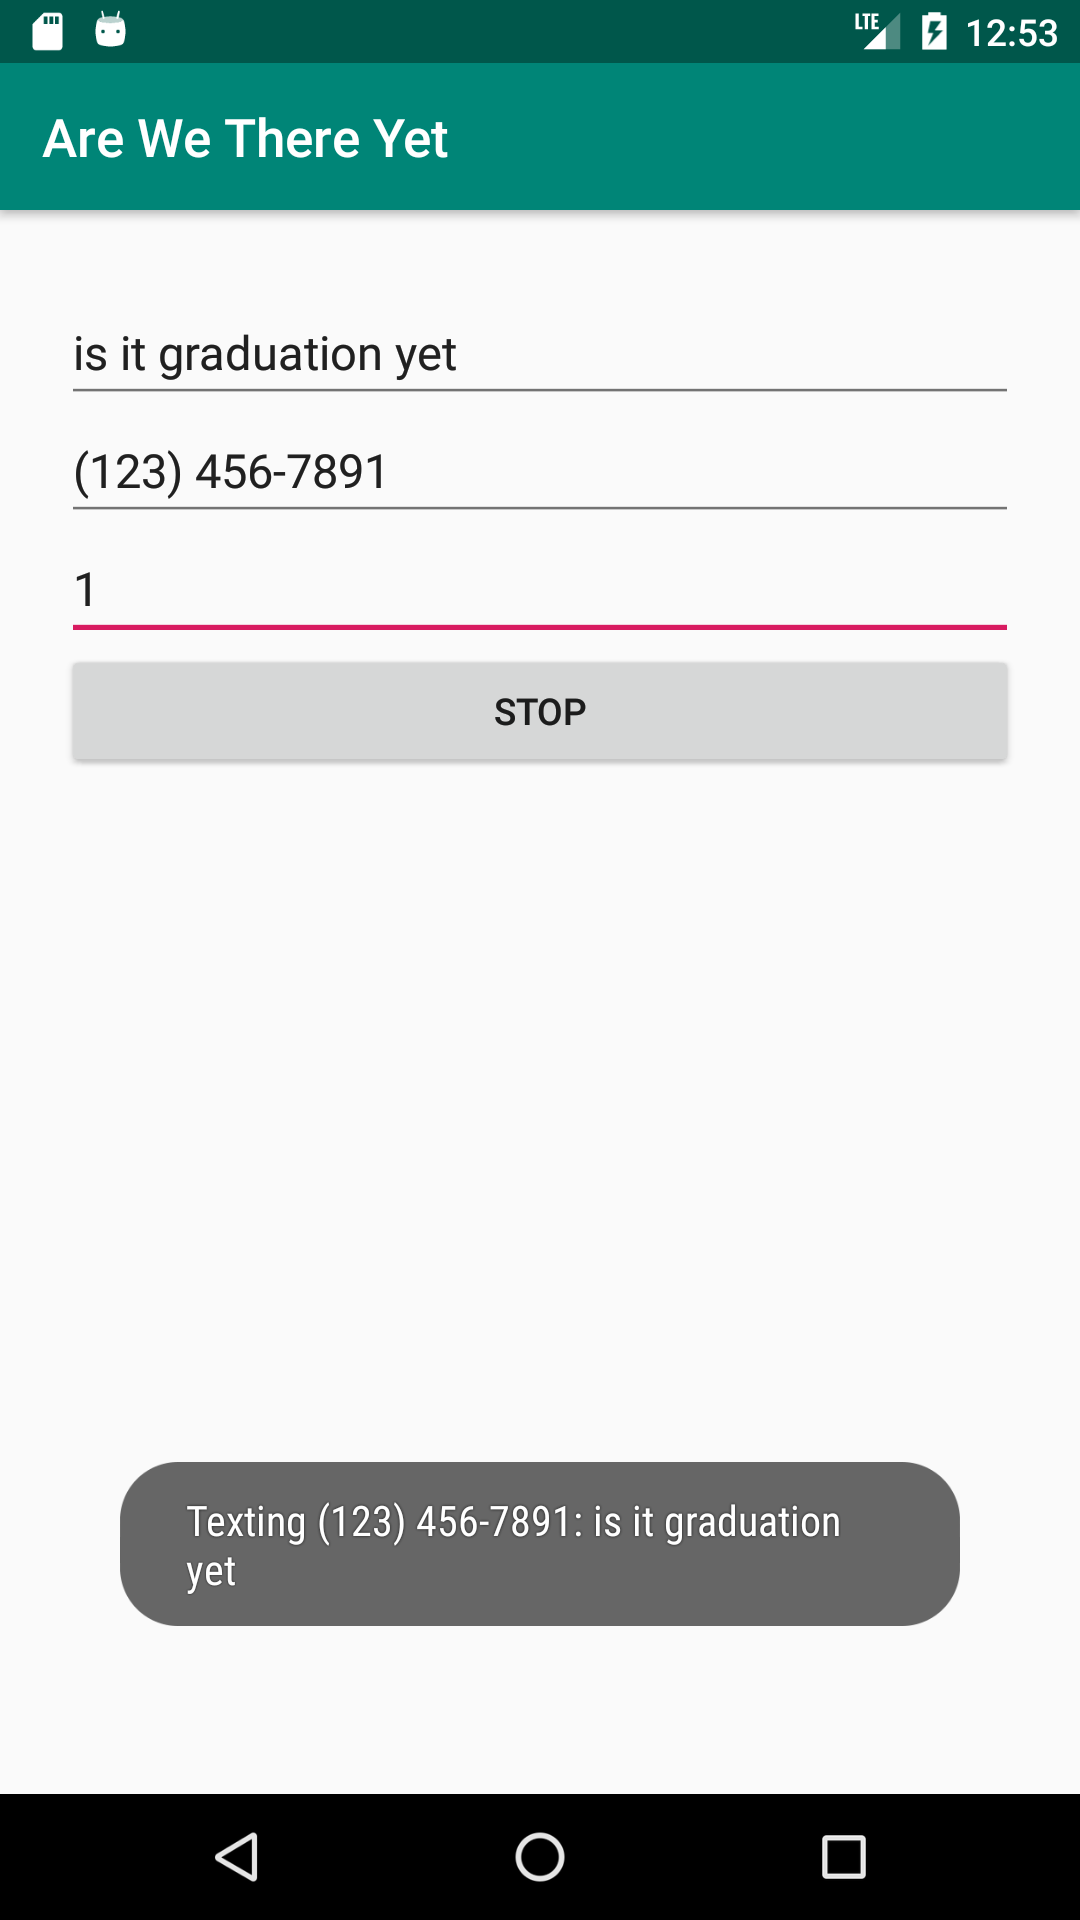 LTE 12:53
Are We There Yet
is it graduation yet
(123) 456-7891
1
STOP
Texting (123) 456-7891: is it graduation
yet